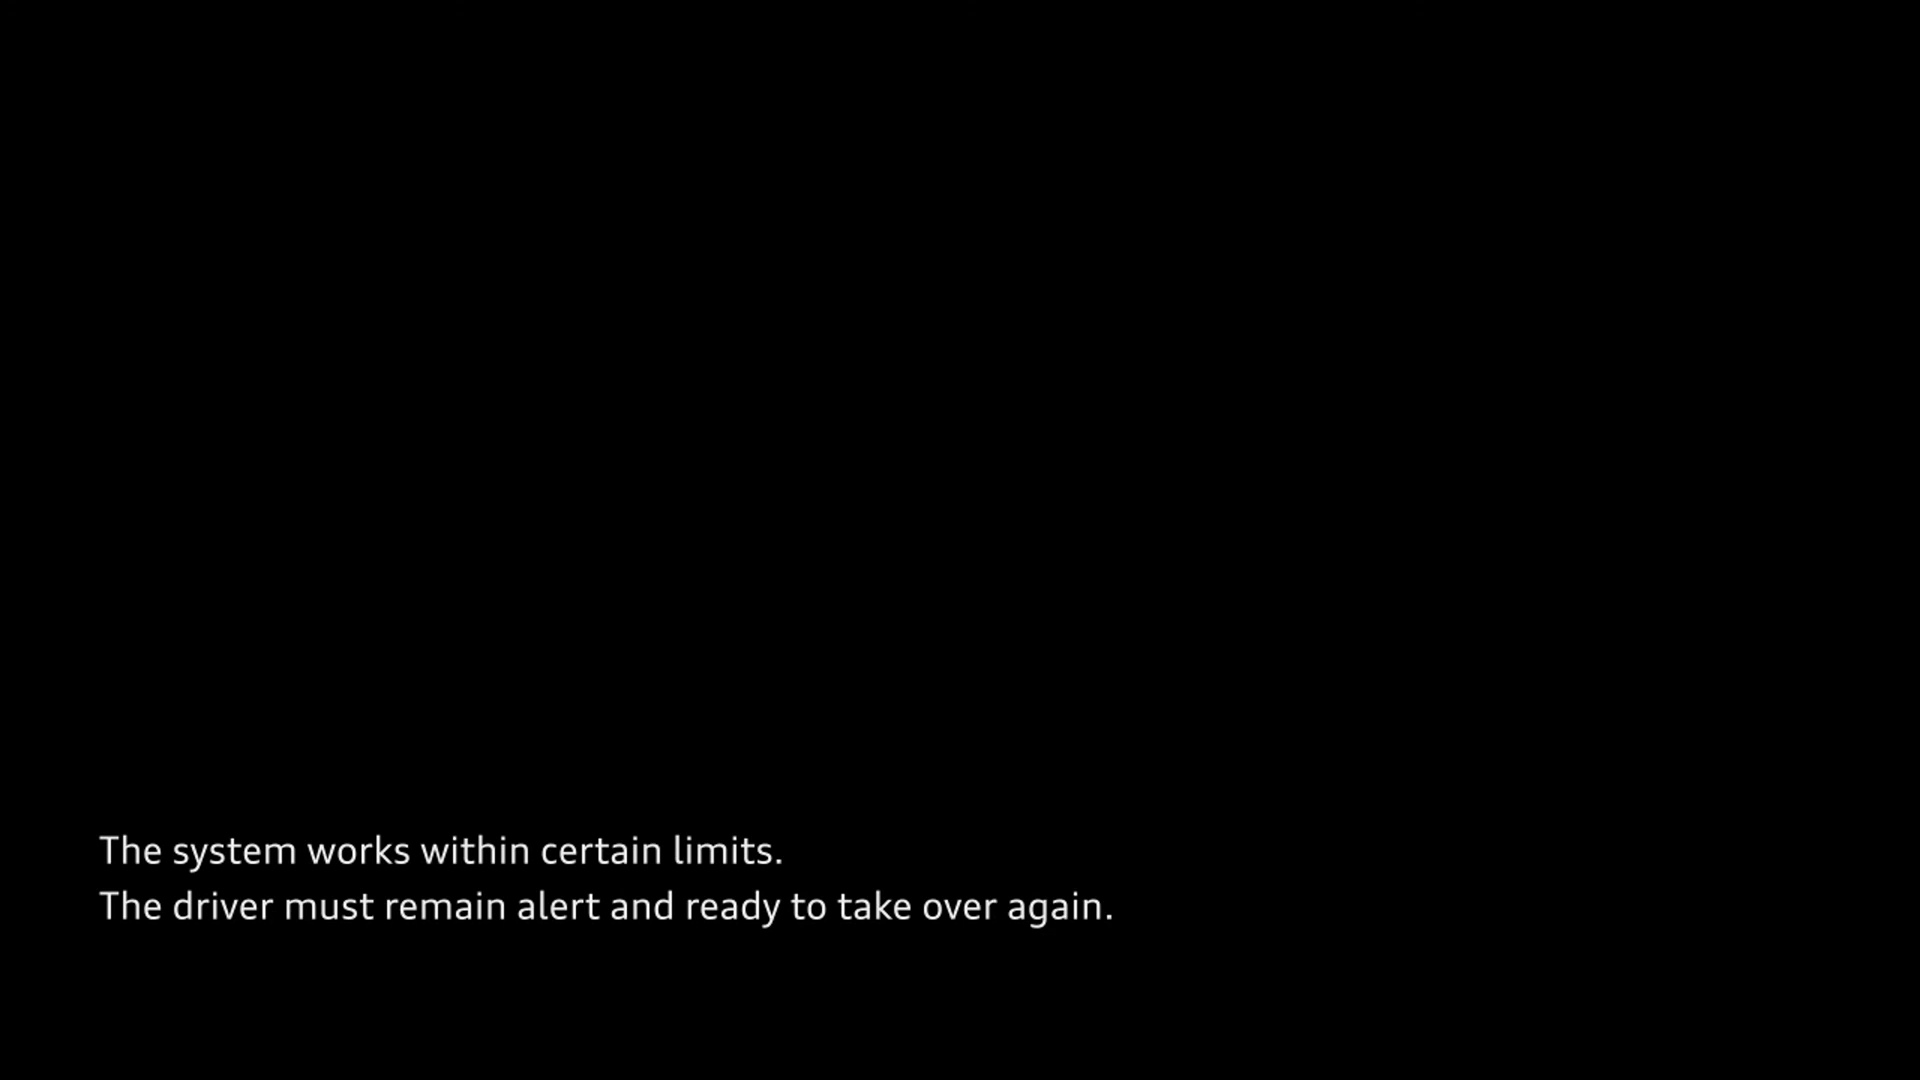 The system works within certain limits.
The driver must remain alert and ready to take over again.